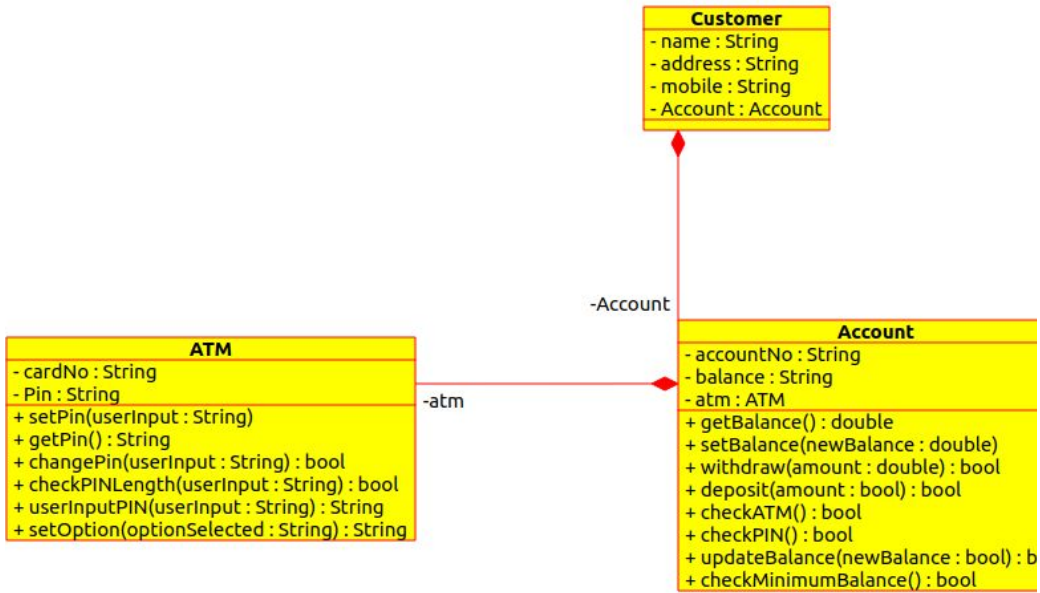 Customer
- name : String
- address : String
- mobile : String
- Account : Account
-Account
ATM
- cardNo : String
- Pin : String
+ setPin(userInput : String)
+ getPin() : String
+ changePin(userInput : String) : bool
+ checkPINLength(userInput : String) : bool
+ userInputPIN(userInput : String) : String
+ setOption(optionSelected : String) : String
-atm
Account
- accountNo : String
- balance : String
- atm : ATM
+ getBalance() : double
+ setBalance(newBalance : double)
+ withdraw(amount : double) : bool
+ deposit(amount : bool) : bool
+ checkATM() : bool
+ checkPIN() : bool
+ updateBalance(newBalance : bool) : b
+ checkMinimumBalance() : bool